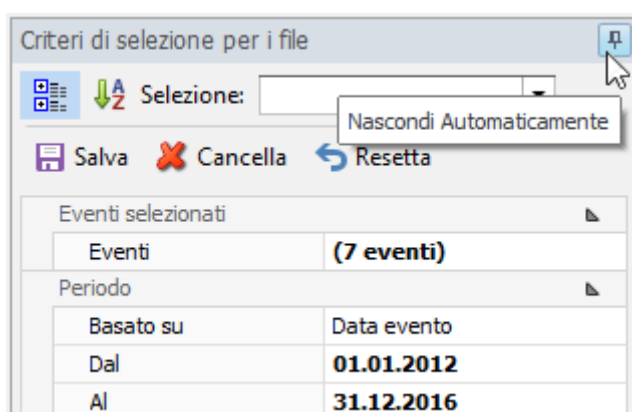 Criteri di selezione per i file
A
Z
Selezione:
Nascondi Automaticamente
Salva Cancella Resetta
Eventi selezionati
Eventi (7 eventi)
Periodo
Basato su Data evento
Dal 01.01.2012
Al 31.12.2016